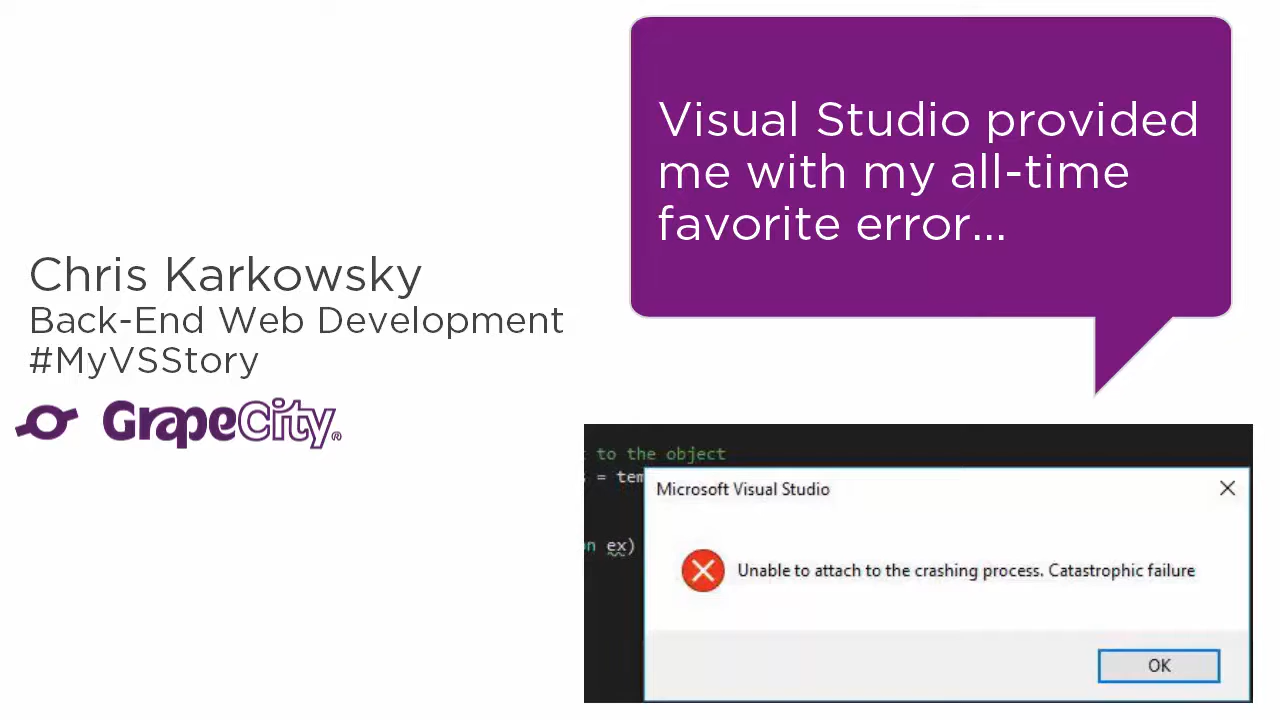 Visual Studio provided
me with my all-time
favorite error...
Chris Karkowsky
Back-End Web Development
#MyVSStory
GrapeCity®
to the object
= tem
Microsoft Visual Studio
n ex)
Unable to attach to the crashing process. Catastrophic failure
OK